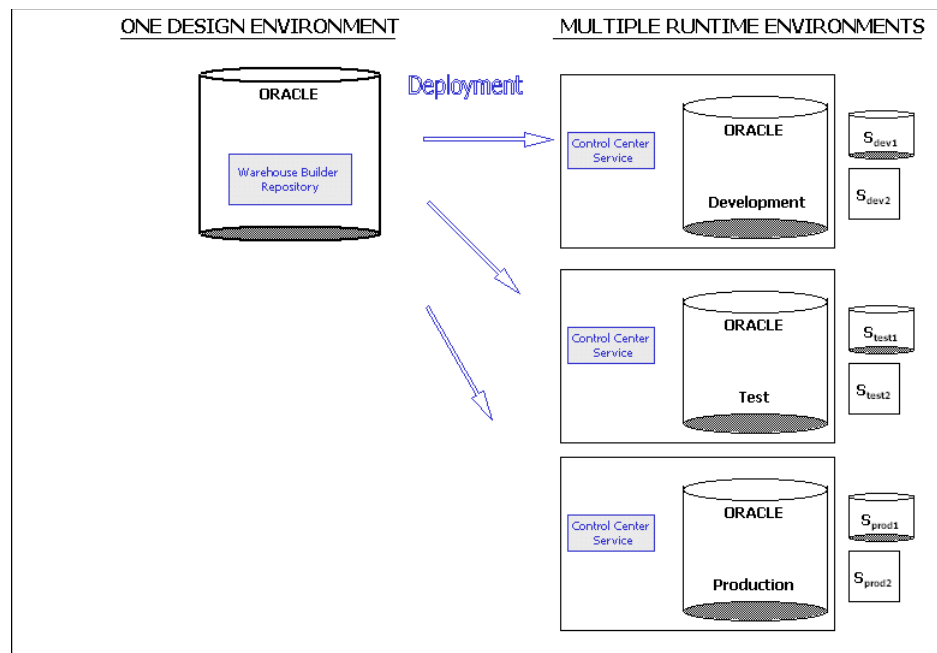 ONE DESIGN ENVIRONMENT
MULTIPLE RUNTIME ENVIRONMENTS
ORACLE
Warehouse Builder
Repository
Deployment
Control Center
Service
ORACLE
Development
Sdev1
Sdev2
Control Center
Service
ORACLE
Test
Stest1
Stest2
Control Center
Service
ORACLE
Production
Sprod1
Sprod2